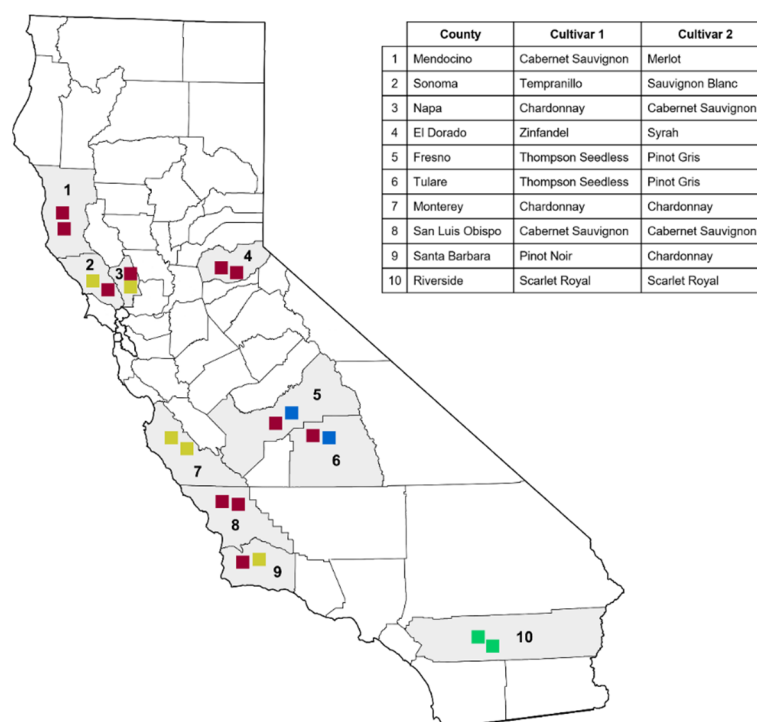 County Cultivar 1 Cultivar 2
1 Mendocino Cabernet Sauvignon Merlot
2 Sonoma Tempranillo Sauvignon Blanc
3 Napa Chardonnay Cabernet Sauvignon
4 El Dorado Zinfandel Syrah
5 Fresno Thompson Seedless Pinot Gris
6 Tulare Thompson Seedless Pinot Gris
7 Monterey Chardonnay Chardonnay
8 San Luis Obispo Cabernet Sauvignon Cabernet Sauvignon
9 Santa Barbara Pinot Noir Chardonnay
10 Riverside Scarlet Royal Scarlet Royal
1
2
3
4
5
6
7
8
9
10